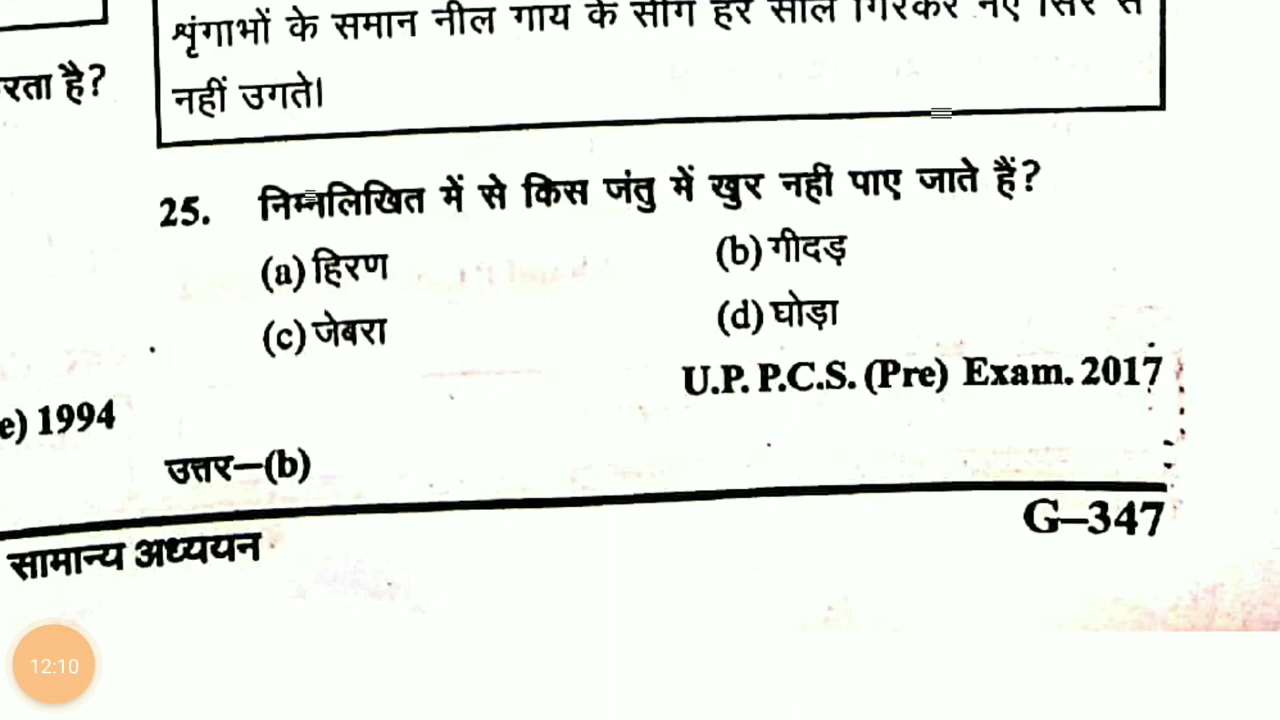 शृंगाभों के समान नील गाय के सींग हर साल गिरकर नए सिरे से
रता है?
नहीं उगते।
25. निम्नलिखित में से किस जंतु में खुर नहीं पाए जाते हैं?
(a) हिरण (b) गीदड़
(c) जेबरा (d) घोड़ा
U.P. P.C.S. (Pre) Exam. 2017
e) 1994
उत्तर–(b)
G–347
सामान्य अध्ययन
12:10